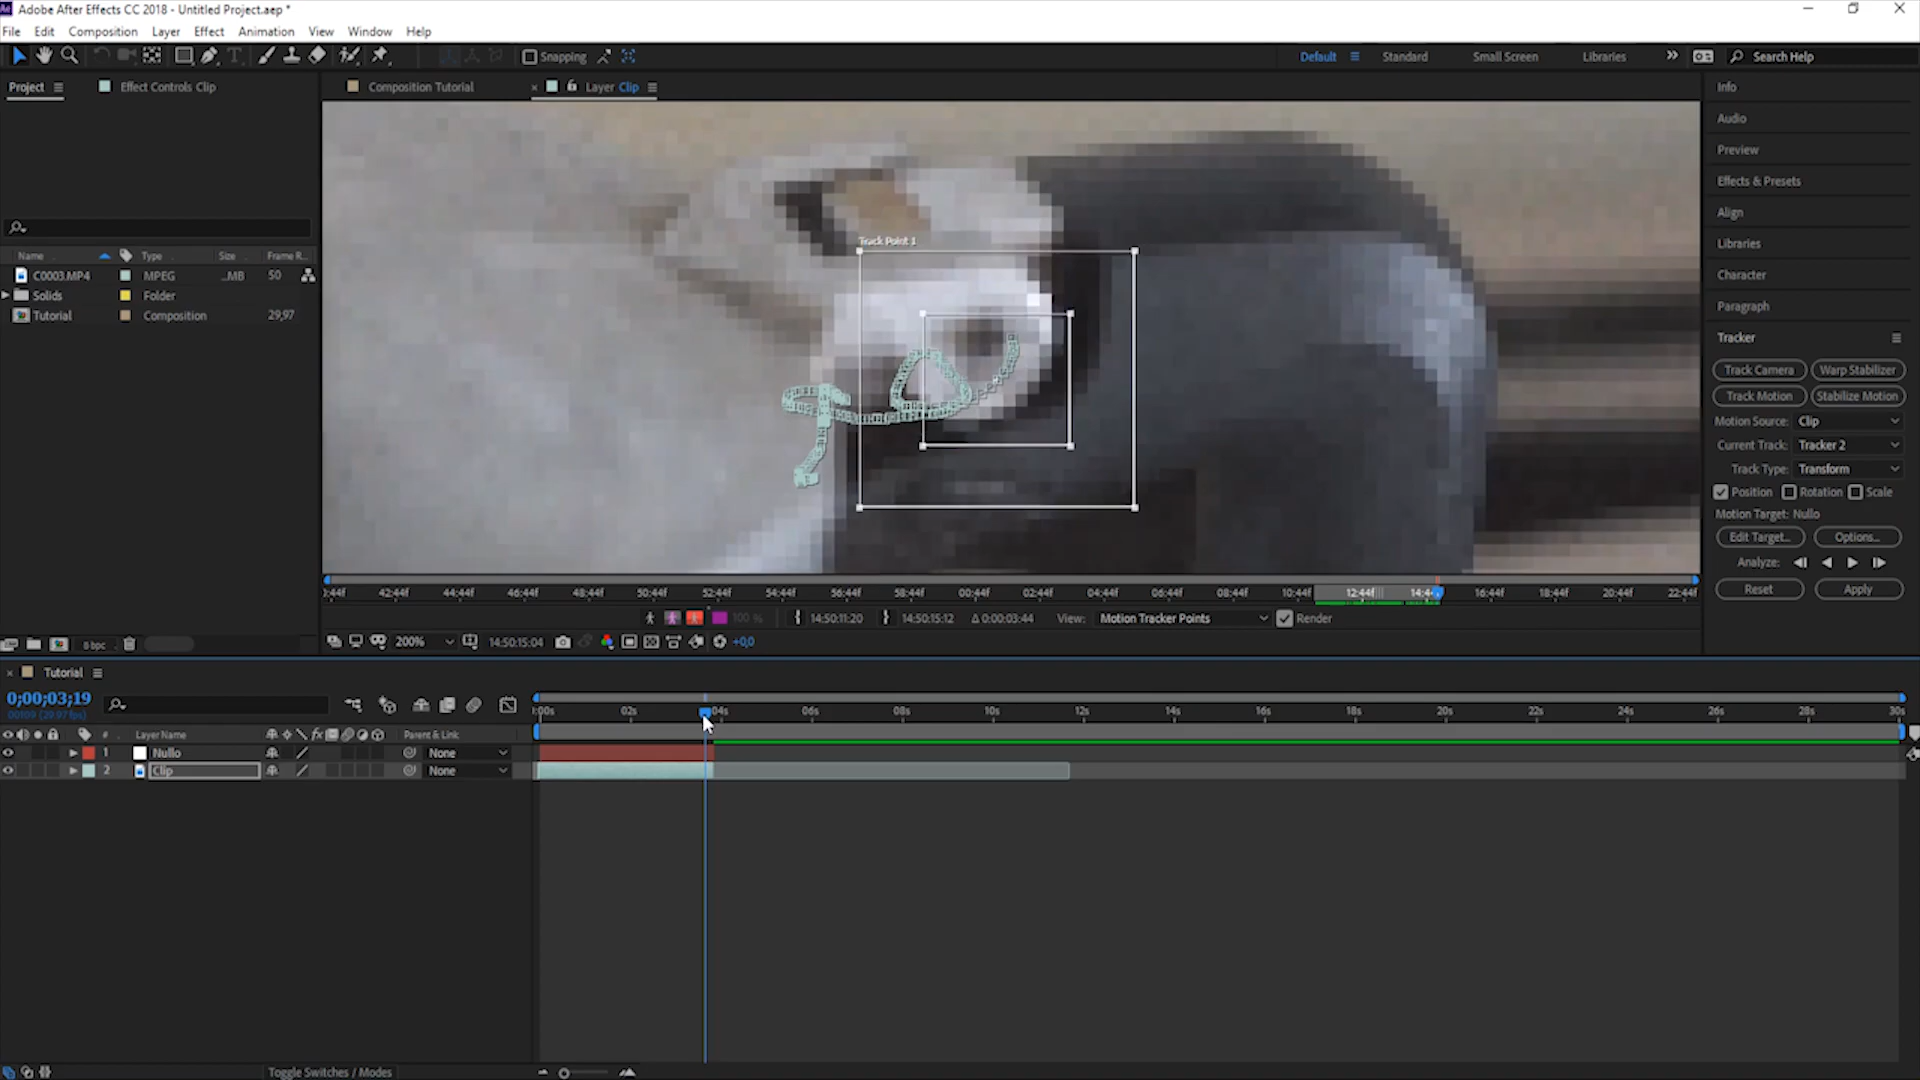 Adobe After Effects CC 2018 - Untitled Project.aep *
File Edit Composition Layer Effect Animation View Window Help
Snapping
Default Standard Small Screen Libraries Search Help
Project
Effect Controls Clip
Composition Tutorial
Layer Clip
Name Type Size Frame R..
C0003.MP4 MPEG ...MB 50
Solids Folder
Tutorial Composition 29,97
8 bpc
Track Point 1
):44f 42:44f 44:44f 46:44f 48:44f 50:44f 52:44f 54:44f 56:44f 58:44f 00:44f 02:44f 04:44f 06:44f 08:44f 10:44f 12:44f 14:44 16:44f 18:44f 20:44f 22:44f
100 %
14:50:11:20
14:50:15:12
Δ 0:00:03:44
View: Motion Tracker Points
Render
200%
14:50:15:04
+0,0
Info
Audio
Preview
Effects & Presets
Align
Libraries
Character
Paragraph
Tracker
Track Camera Warp Stabilizer
Track Motion Stabilize Motion
Motion Source: Clip
Current Track: Tracker 2
Track Type: Transform
Position Rotation Scale
Motion Target: Nullo
Edit Target... Options...
Analyze:
Reset Apply
Tutorial
0;00;03;19
00109 (29.97 fps)
:00s 02s 04s 06s 08s 10s 12s 14s 16s 18s 20s 22s 24s 26s 28s 30s
# Layer Name fx Parent & Link
1 Nullo None
2 Clip None
Toggle Switches / Modes